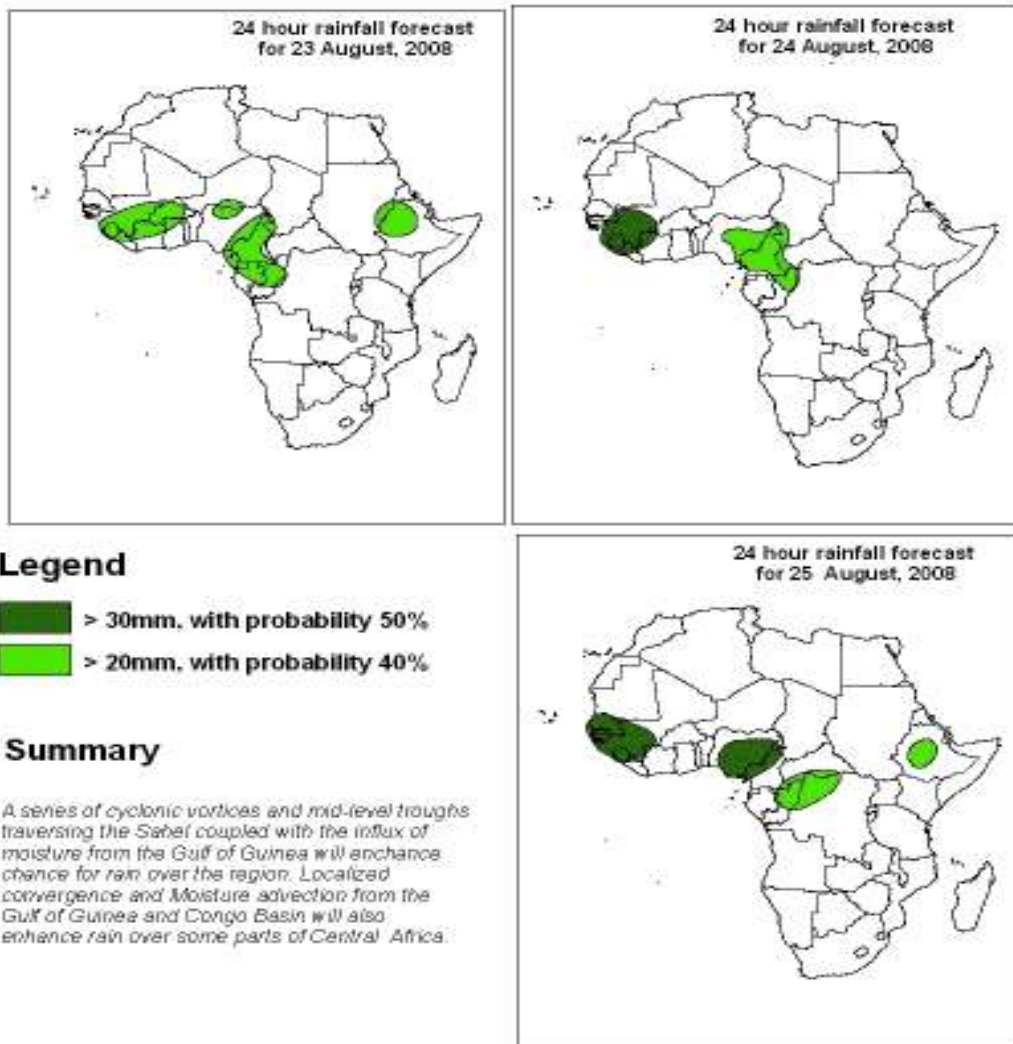 24 hour rainfall forecast
for 23 August, 2008
24 hour rainfall forecast
for 24 August, 2008
Legend
> 30mm, with probability 50%
> 20mm, with probability 40%
24 hour rainfall forecast
for 25 August, 2008
Summary
A series of cyclonic vortices and mid-level troughs
traversing the Sahel coupled with the influx of
moisture from the Gulf of Guinea will enchance
chance for rain over the region. Localized
convergence and Moisture advection from the
Gulf of Guinea and Congo Basin will also
enhance rain over some parts of Central Africa.